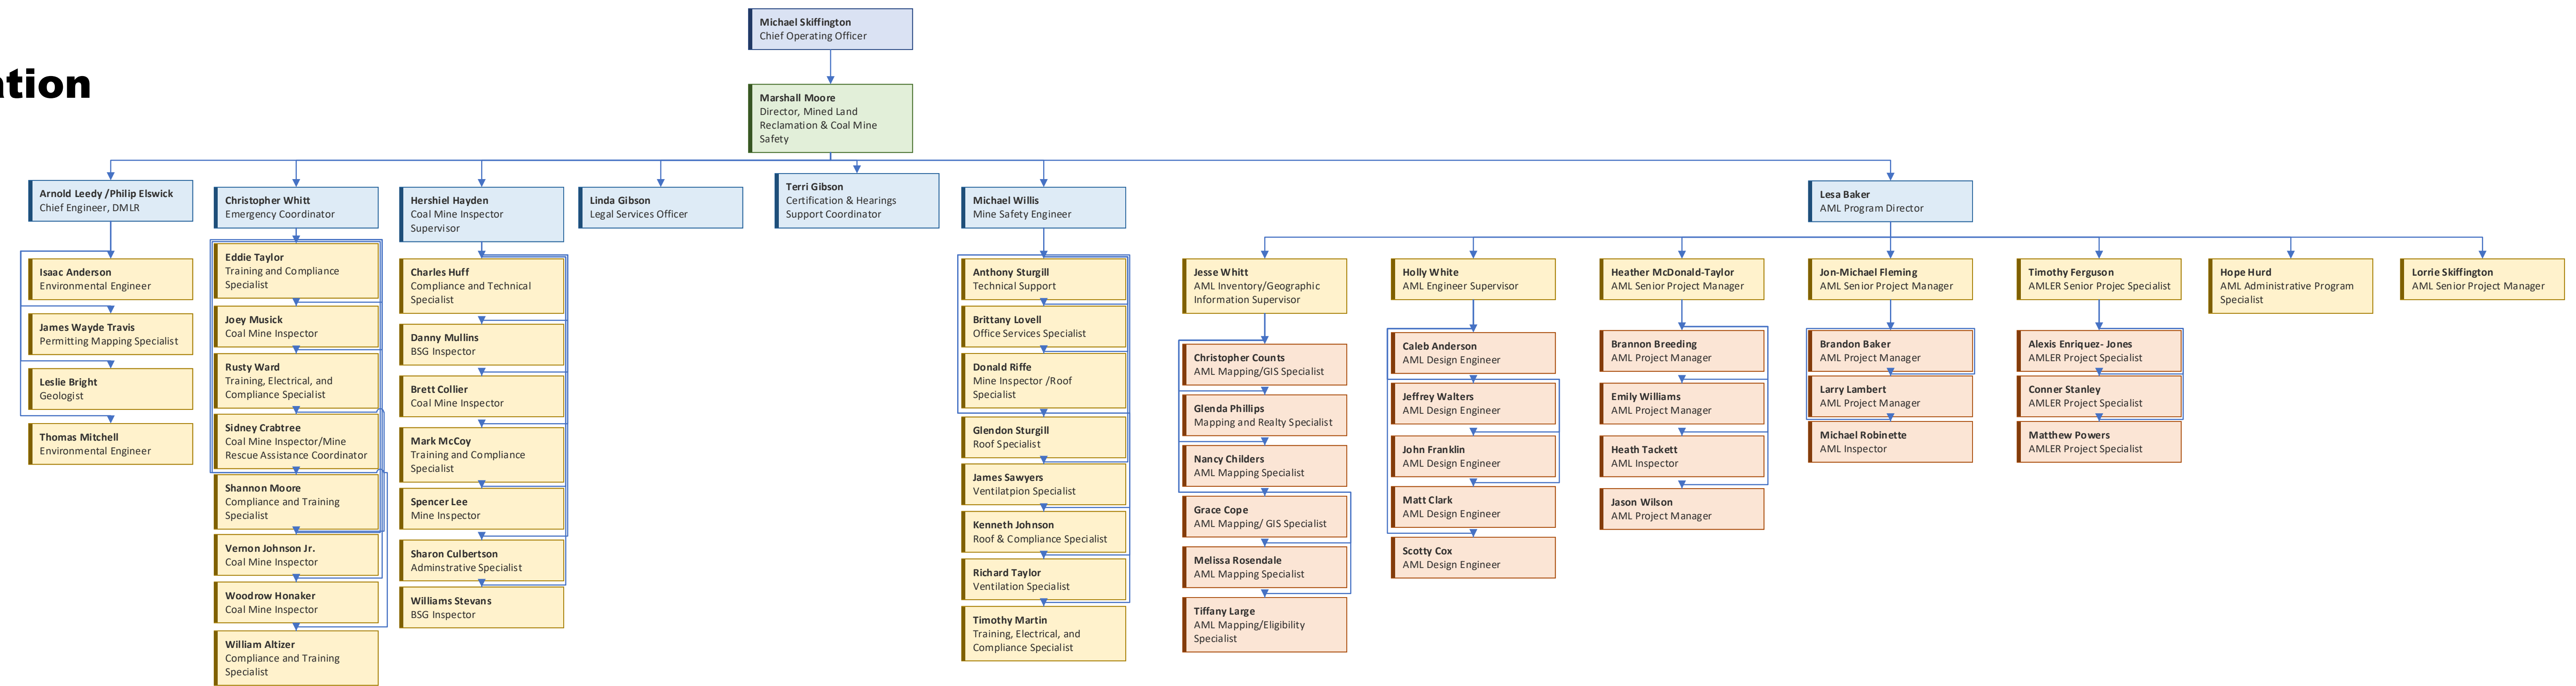 ation
Michael Skiffington
Chief Operating Officer
Marshall Moore
Director, Mined Land
Reclamation & Coal Mine
Safety
Arnold Leedy /Philip Elswick
Chief Engineer, DMLR
Isaac Anderson
Environmental Engineer
James Wayde Travis
Permitting Mapping Specialist
Leslie Bright
Geologist
Thomas Mitchell
Environmental Engineer
Christopher Whitt
Emergency Coordinator
Eddie Taylor
Training and Compliance
Specialist
Joey Musick
Coal Mine Inspector
Rusty Ward
Training, Electrical, and
Compliance Specialist
Sidney Crabtree
Coal Mine Inspector/Mine
Rescue Assistance Coordinator
Shannon Moore
Compliance and Training
Specialist
Vernon Johnson Jr.
Coal Mine Inspector
Woodrow Honaker
Coal Mine Inspector
William Altizer
Compliance and Training
Specialist
Hershiel Hayden
Coal Mine Inspector
Supervisor
Charles Huff
Compliance and Technical
Specialist
Danny Mullins
BSG Inspector
Brett Collier
Coal Mine Inspector
Mark McCoy
Training and Compliance
Specialist
Spencer Lee
Mine Inspector
Sharon Culbertson
Adminstrative Specialist
Williams Stevans
BSG Inspector
Linda Gibson
Legal Services Officer
Terri Gibson
Certification & Hearings
Support Coordinator
Michael Willis
Mine Safety Engineer
Anthony Sturgill
Technical Support
Brittany Lovell
Office Services Specialist
Donald Riffe
Mine Inspector /Roof
Specialist
Glendon Sturgill
Roof Specialist
James Sawyers
Ventilatpion Specialist
Kenneth Johnson
Roof & Compliance Specialist
Richard Taylor
Ventilation Specialist
Timothy Martin
Training, Electrical, and
Compliance Specialist
Lesa Baker
AML Program Director
Jesse Whitt
AML Inventory/Geographic
Information Supervisor
Christopher Counts
AML Mapping/GIS Specialist
Glenda Phillips
Mapping and Realty Specialist
Nancy Childers
AML Mapping Specialist
Grace Cope
AML Mapping/ GIS Specialist
Melissa Rosendale
AML Mapping Specialist
Tiffany Large
AML Mapping/Eligibility
Specialist
Holly White
AML Engineer Supervisor
Caleb Anderson
AML Design Engineer
Jeffrey Walters
AML Design Engineer
John Franklin
AML Design Engineer
Matt Clark
AML Design Engineer
Scotty Cox
AML Design Engineer
Heather McDonald-Taylor
AML Senior Project Manager
Brannon Breeding
AML Project Manager
Emily Williams
AML Project Manager
Heath Tackett
AML Inspector
Jason Wilson
AML Project Manager
Jon-Michael Fleming
AML Senior Project Manager
Brandon Baker
AML Project Manager
Larry Lambert
AML Project Manager
Michael Robinette
AML Inspector
Timothy Ferguson
AMLER Senior Projec Specialist
Alexis Enriquez- Jones
AMLER Project Specialist
Conner Stanley
AMLER Project Specialist
Matthew Powers
AMLER Project Specialist
Hope Hurd
AML Administrative Program
Specialist
Lorrie Skiffington
AML Senior Project Manager